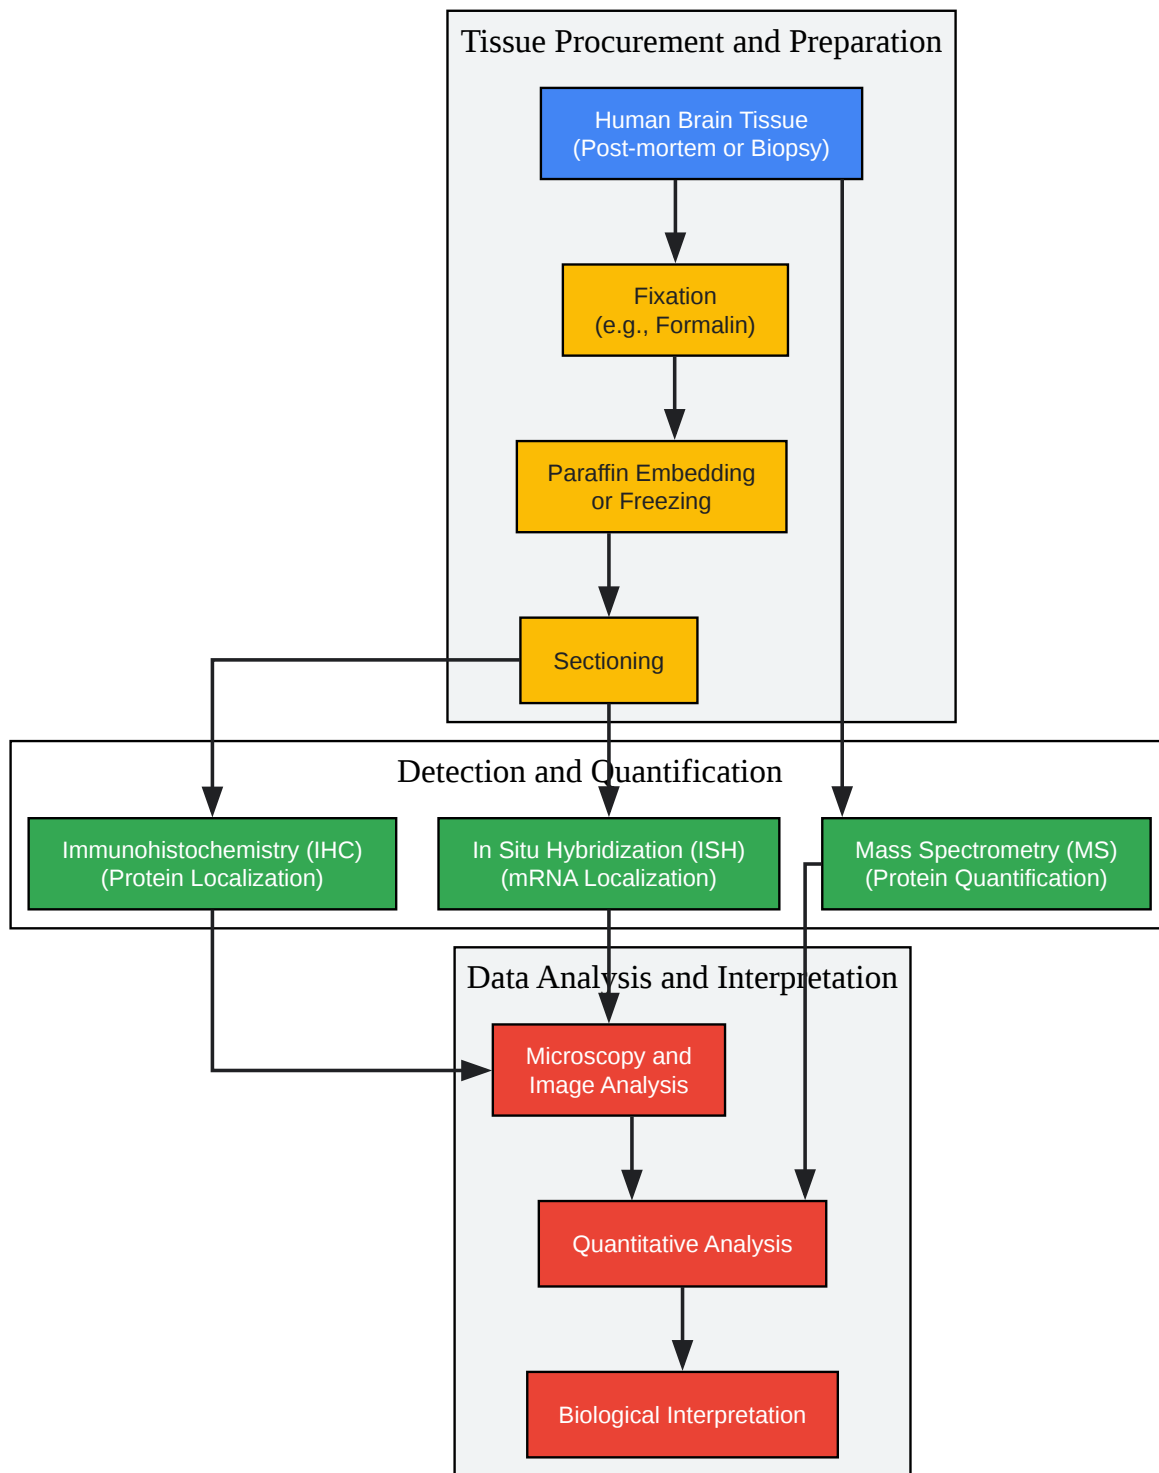 Tissue Procurement and Preparation
Human Brain Tissue
(Post-mortem or Biopsy)
Fixation
(e.g., Formalin)
Paraffin Embedding
or Freezing
Sectioning
Detection and Quantification
Immunohistochemistry (IHC)
(Protein Localization)
In Situ Hybridization (ISH)
(mRNA Localization)
Mass Spectrometry (MS)
(Protein Quantification)
Data Analysis and Interpretation
Microscopy and
Image Analysis
Quantitative Analysis
Biological Interpretation